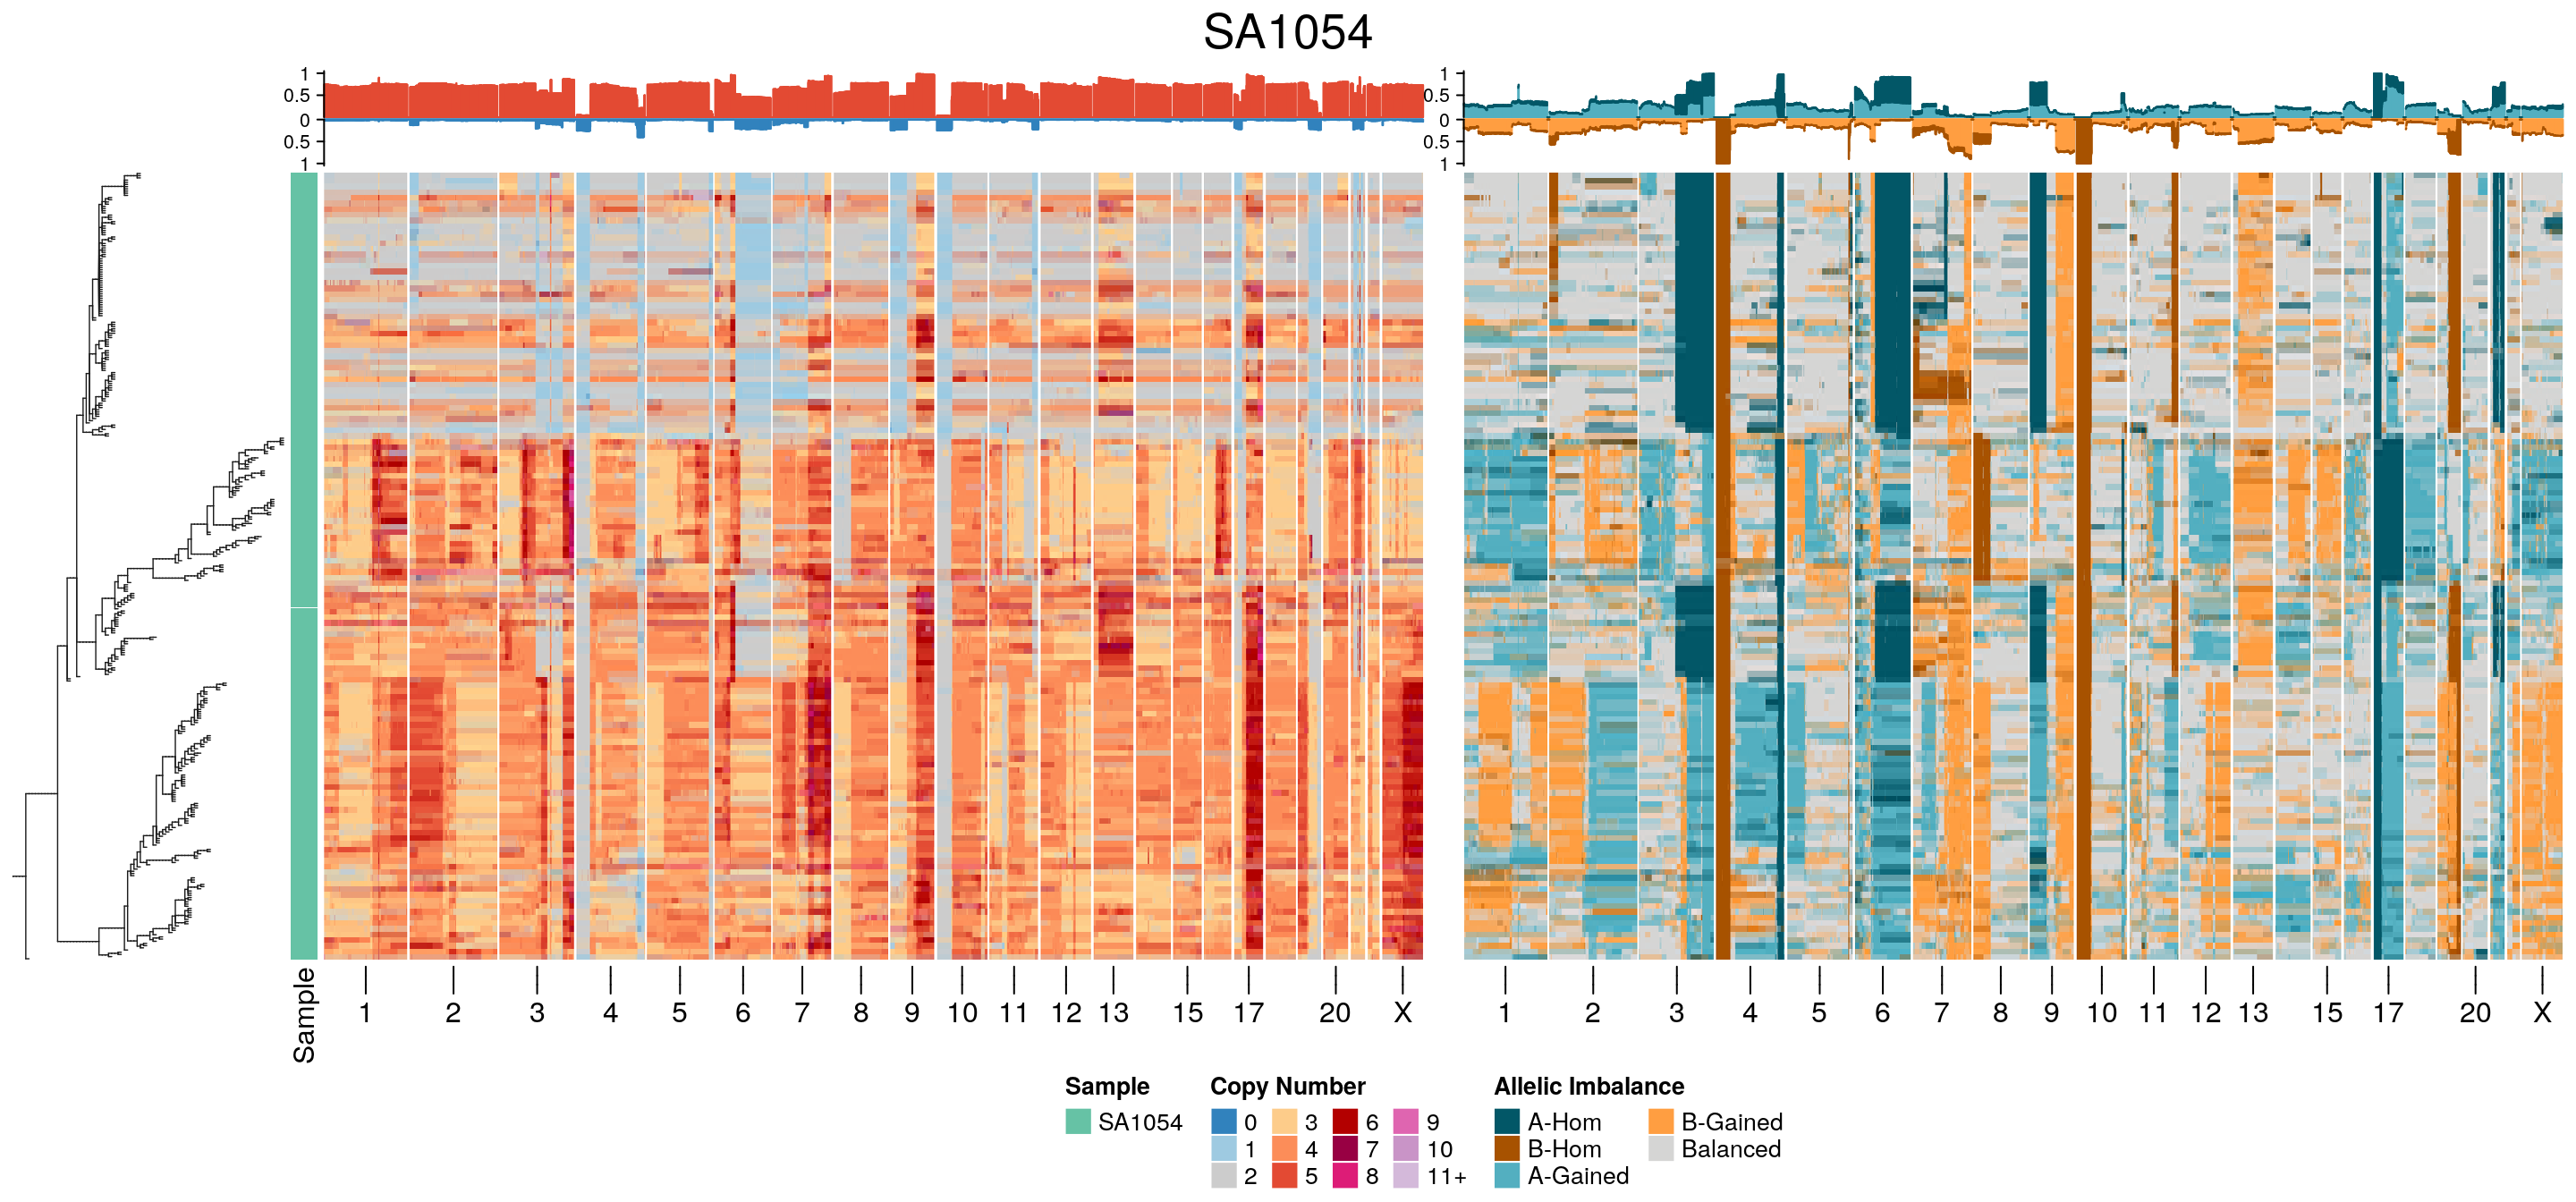 SA1054
1
0.5
0
0.5
1
1
0.5
0
0.5
1
Sample
1 2 3 4 5 6 7 8 9 10 11 12 13 15 17 20 X
1 2 3 4 5 6 7 8 9 10 11 12 13 15 17 20 X
Sample
SA1054
Copy Number
0 3 6 9
1 4 7 10
2 5 8 11+
Allelic Imbalance
A-Hom B-Gained
B-Hom Balanced
A-Gained